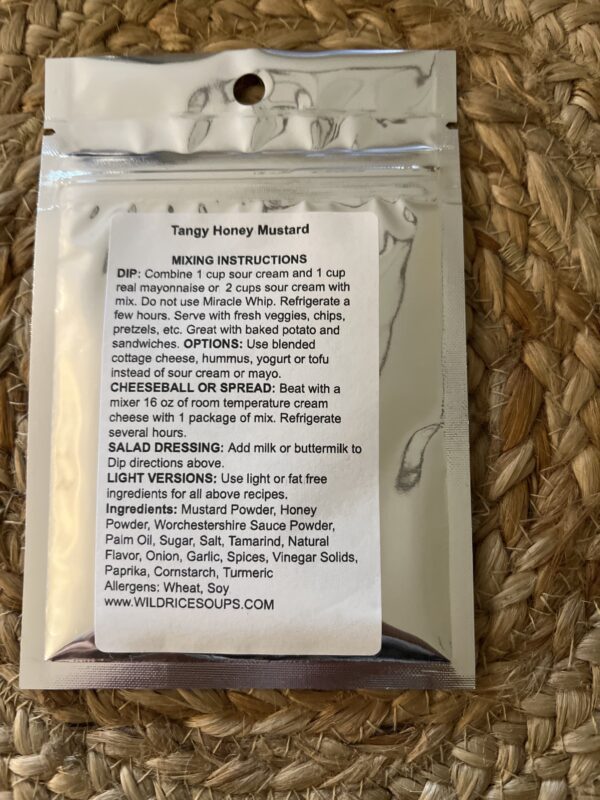 Tangy Honey Mustard
MIXING INSTRUCTIONS
DIP: Combine 1 cup sour cream and 1 cup
real mayonnaise or 2 cups sour cream with
mix. Do not use Miracle Whip. Refrigerate a
few hours. Serve with fresh veggies, chips,
pretzels, etc. Great with baked potato and
sandwiches. OPTIONS: Use blended
cottage cheese, hummus, yogurt or tofu
instead of sour cream or mayo.
CHEESEBALL OR SPREAD: Beat with a
mixer 16 oz of room temperature cream
cheese with 1 package of mix. Refrigerate
several hours.
SALAD DRESSING: Add milk or buttermilk to
Dip directions above.
LIGHT VERSIONS: Use light or fat free
ingredients for all above recipes.
Ingredients: Mustard Powder, Honey
Powder, Worchestershire Sauce Powder,
Palm Oil, Sugar, Salt, Tamarind, Natural
Flavor, Onion, Garlic, Spices, Vinegar Solids,
Paprika, Cornstarch, Turmeric
Allergens: Wheat, Soy
www.WILDRICESOUPS.COM